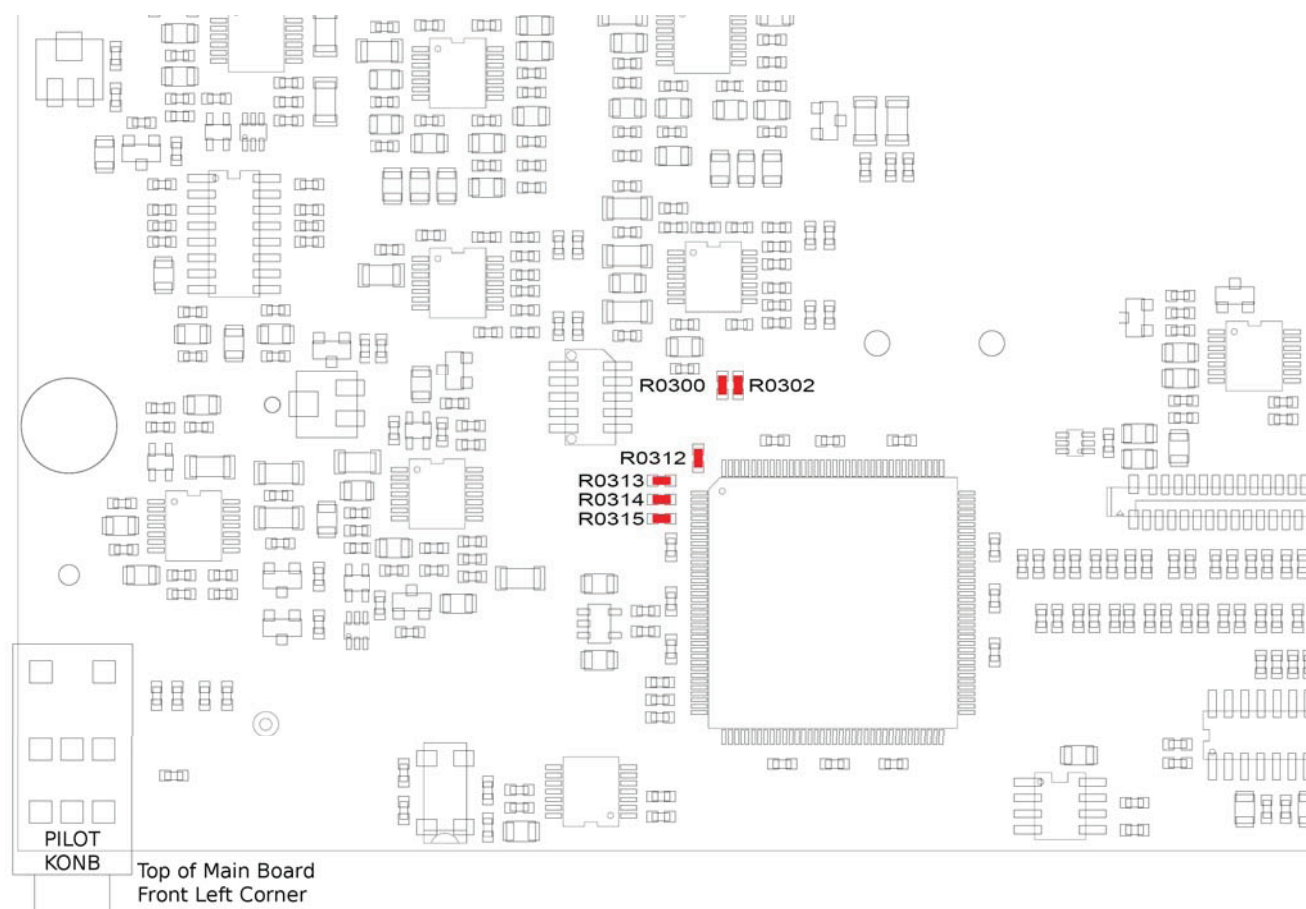 R0300 R0302
R0312
R0313
R0314
R0315
PILOT
KONB
Top of Main Board
Front Left Corner